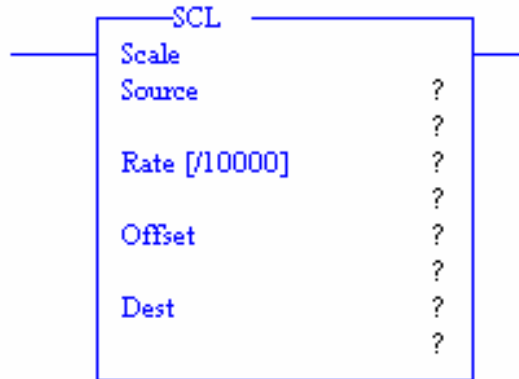 SCL
Scale
Source ?
?
Rate [/10000] ?
?
Offset ?
?
Dest ?
?